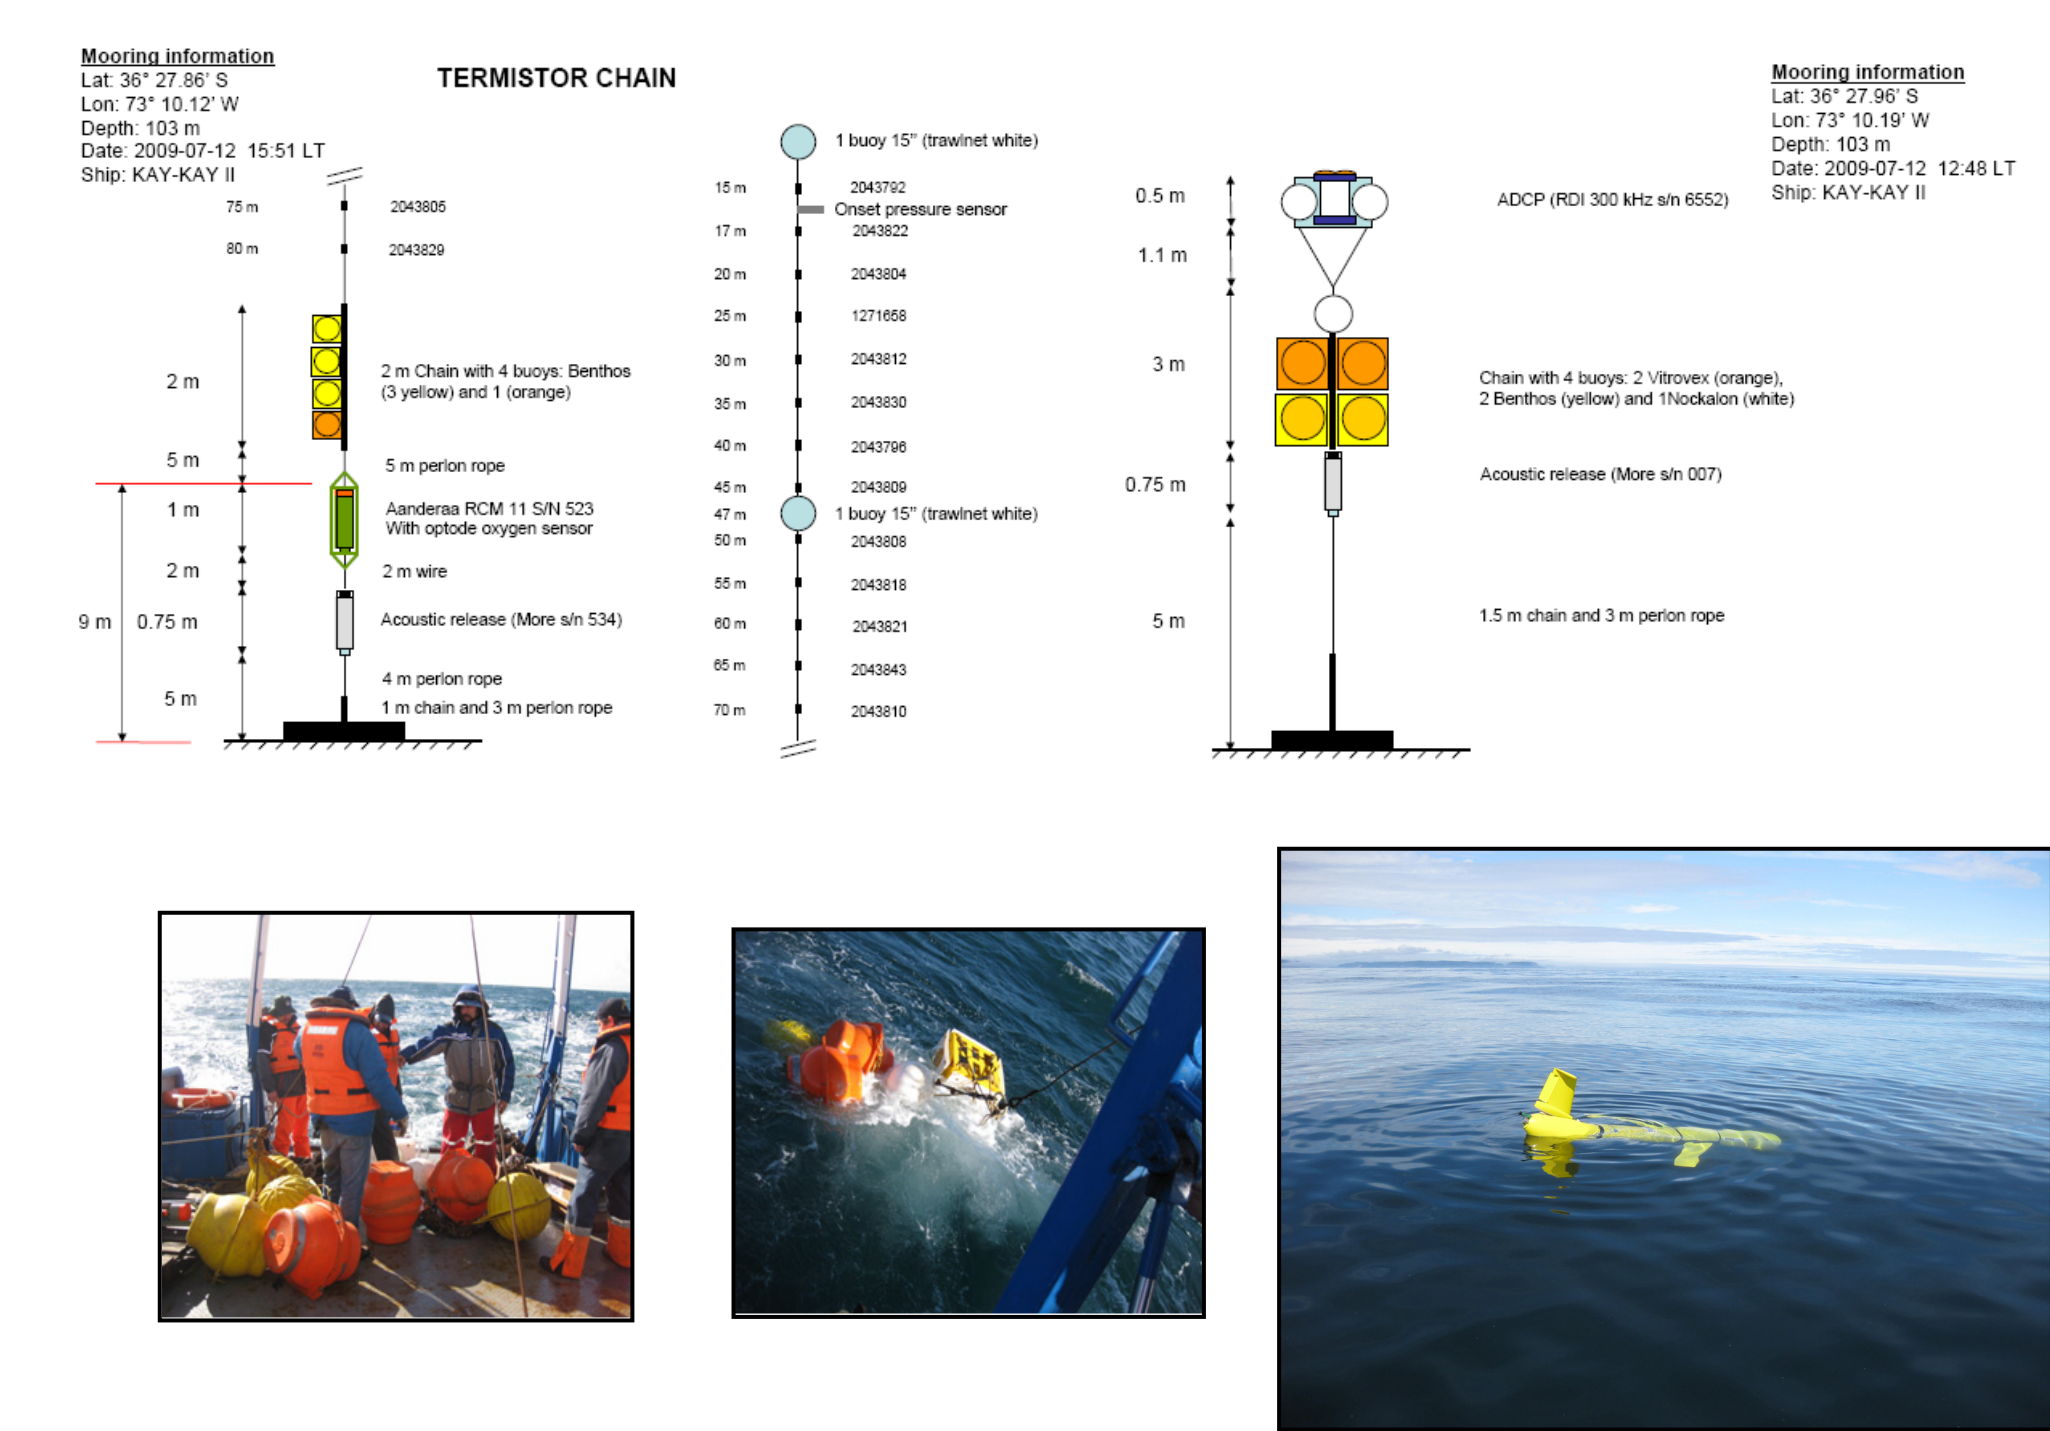 Mooring information
Lat: 36° 27.86' S
Lon: 73° 10.12' W
Depth: 103 m
Date: 2009-07-12 15:51 LT
Ship: KAY-KAY II
TERMISTOR CHAIN
75 m 2043805
80 m 2043829
2 m
2 m Chain with 4 buoys: Benthos
(3 yellow) and 1 (orange)
5 m
5 m perlon rope
1 m
Aanderaa RCM 11 S/N 523
With optode oxygen sensor
2 m
2 m wire
9 m
0.75 m
Acoustic release (More s/n 534)
4 m perlon rope
5 m
1 m chain and 3 m perlon rope
1 buoy 15” (trawlnet white)
15 m 2043792
Onset pressure sensor
17 m 2043822
20 m 2043804
25 m 1271658
30 m 2043812
35 m 2043830
40 m 2043796
45 m 2043809
47 m 1 buoy 15” (trawlnet white)
50 m 2043808
55 m 2043818
60 m 2043821
65 m 2043843
70 m 2043810
Mooring information
Lat: 36° 27.96' S
Lon: 73° 10.19' W
Depth: 103 m
Date: 2009-07-12 12:48 LT
Ship: KAY-KAY II
0.5 m
ADCP (RDI 300 kHz s/n 6552)
1.1 m
3 m
Chain with 4 buoys: 2 Vitrovex (orange),
2 Benthos (yellow) and 1Nockalon (white)
0.75 m
Acoustic release (More s/n 007)
5 m
1.5 m chain and 3 m perlon rope